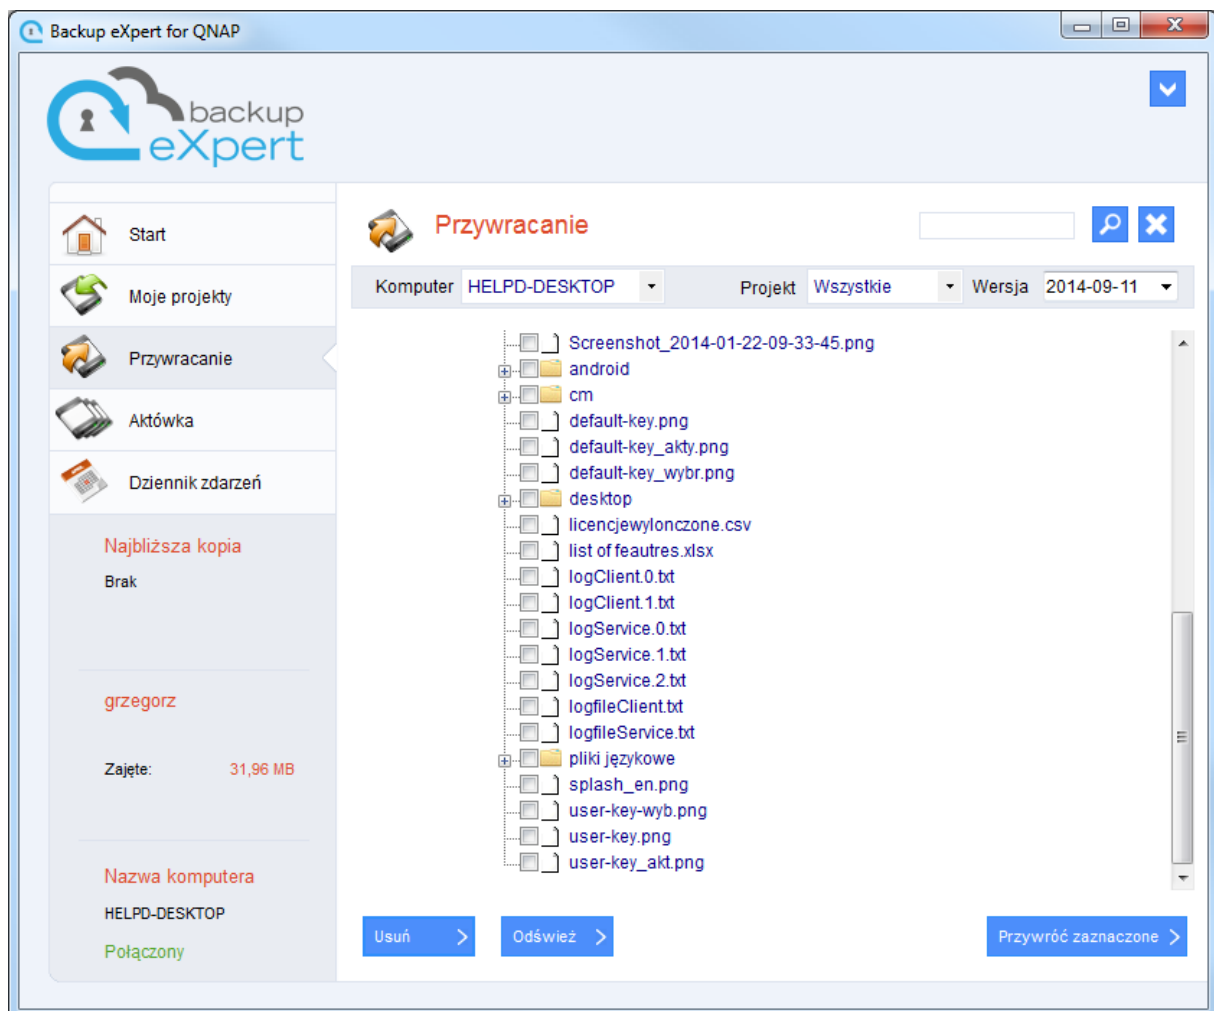 Backup eXpert for QNAP
backup
eXpert
Start
Moje projekty
Przywracanie
Aktówka
Dziennik zdarzeń
Najbliższa kopia
Brak
grzegorz
Zajęte: 31,96 MB
Nazwa komputera
HELPD-DESKTOP
Połączony
Przywracanie
Komputer HELPD-DESKTOP Projekt Wszystkie Wersja 2014-09-11
Screenshot_2014-01-22-09-33-45.png
android
cm
default-key.png
default-key_akty.png
default-key_wybr.png
desktop
licencjewylonczone.csv
list of feautres.xlsx
logClient.0.txt
logClient.1.txt
logService.0.txt
logService.1.txt
logService.2.txt
logfileClient.txt
logfileService.txt
pliki językowe
splash_en.png
user-key-wyb.png
user-key.png
user-key_akt.png
Usuń Odśwież Przywróć zaznaczone